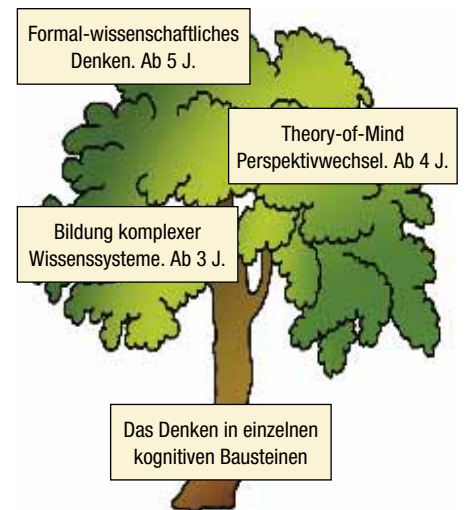 Formal-wissenschaftliches
Denken. Ab 5 J.
Theory-of-Mind
Perspektivwechsel. Ab 4 J.
Bildung komplexer
Wissenssysteme. Ab 3 J.
Das Denken in einzelnen
kognitiven Bausteinen